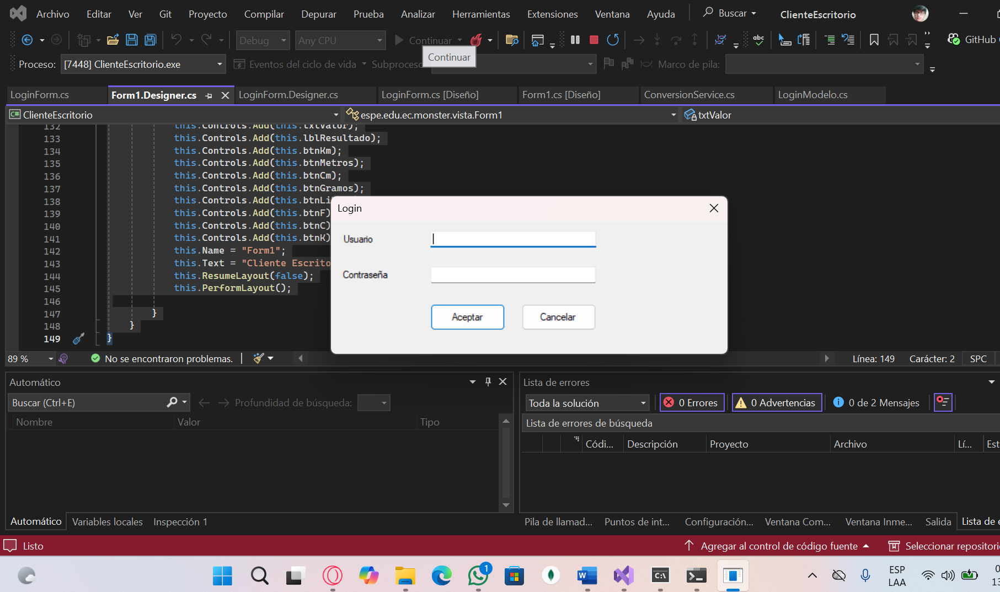 Archivo Editar Ver Git Proyecto Compilar Depurar Prueba Analizar Herramientas Extensiones Ventana Ayuda Buscar ClienteEscritorio
Debug Any CPU Continuar abc GitHub
Continuar
Proceso: [7448] ClienteEscritorio.exe Eventos del ciclo de vida Subproceso Marco de pila:
LoginForm.cs Form1.Designer.cs LoginForm.Designer.cs LoginForm.cs [Diseño] Form1.cs [Diseño] ConversionService.cs LoginModelo.cs
C# ClienteEscritorio espe.edu.ec.monster.vista.Form1 txtValor
132 this.Controls.Add(this.txtValor);
133 this.Controls.Add(this.lblResultado);
134 this.Controls.Add(this.btnKm);
135 this.Controls.Add(this.btnMetros);
136 this.Controls.Add(this.btnCm);
137 this.Controls.Add(this.btnGramos);
138 this.Controls.Add(this.btnLi
139 this.Controls.Add(this.btnF)
140 this.Controls.Add(this.btnC)
141 this.Controls.Add(this.btnK)
142 this.Name = "Form1";
143 this.Text = "Cliente Escrito
144 this.ResumeLayout(false);
145 this.PerformLayout();
146
147 }
148 }
149 }
Login
Usuario
Contraseña
Aceptar Cancelar
89 % No se encontraron problemas. Línea: 149 Carácter: 2 SPC
Automático
Buscar (Ctrl+E) Profundidad de búsqueda:
Nombre Valor Tipo
Automático Variables locales Inspección 1
Lista de errores
Toda la solución 0 Errores 0 Advertencias 0 de 2 Mensajes
Lista de errores de búsqueda
Códi... Descripción Proyecto Archivo Lí... Est
Pila de llamad... Puntos de int... Configuración... Ventana Com... Ventana Inme... Salida Lista de e
Listo Agregar al control de código fuente Seleccionar repositori
1 W C:\ ESP
LAA